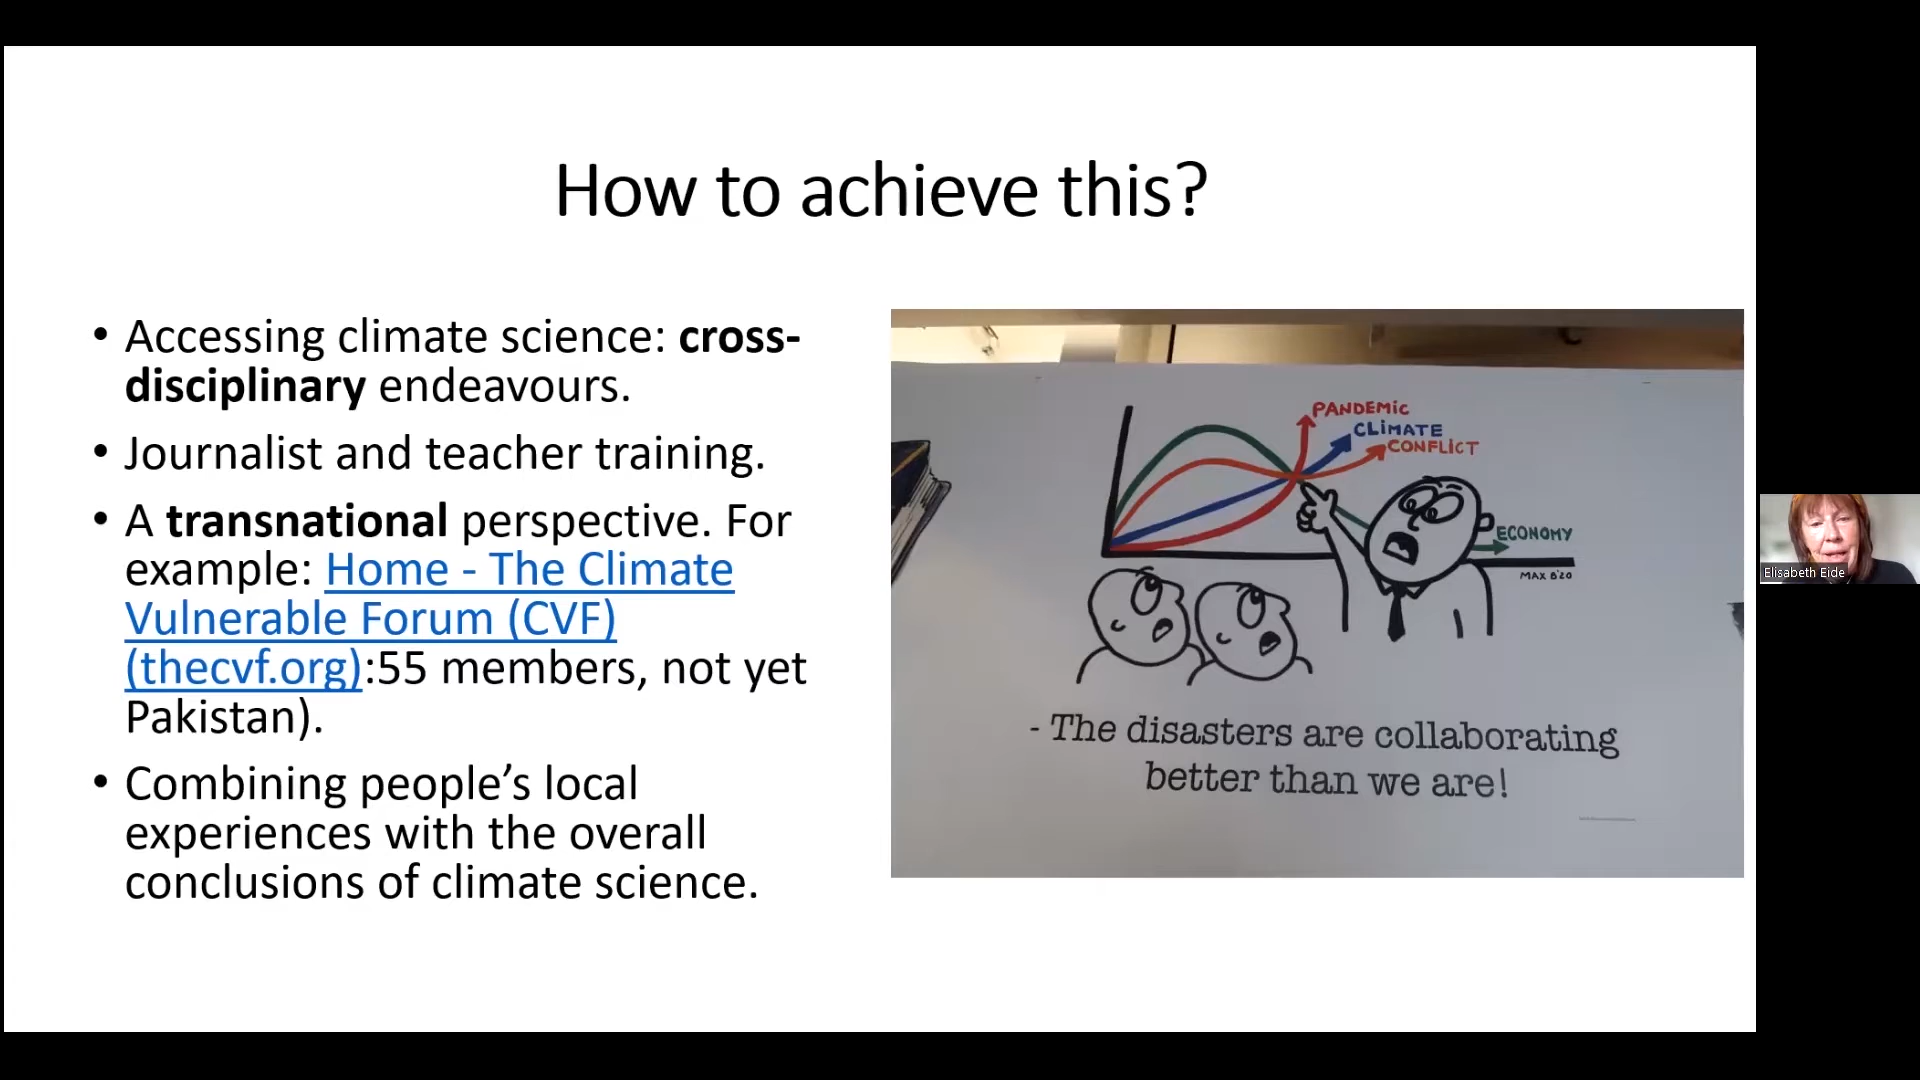 How to achieve this?
• Accessing climate science: cross-
disciplinary endeavours.
• Journalist and teacher training.
• A transnational perspective. For
example: Home - The Climate
Vulnerable Forum (CVF)
(thecvf.org):55 members, not yet
Pakistan).
• Combining people’s local
experiences with the overall
conclusions of climate science.
PANDEMiC
CLiMATE
CONFLiCT
ECONOMY
MAX B'20
- The disasters are collaborating
better than we are!
Elisabeth Eide